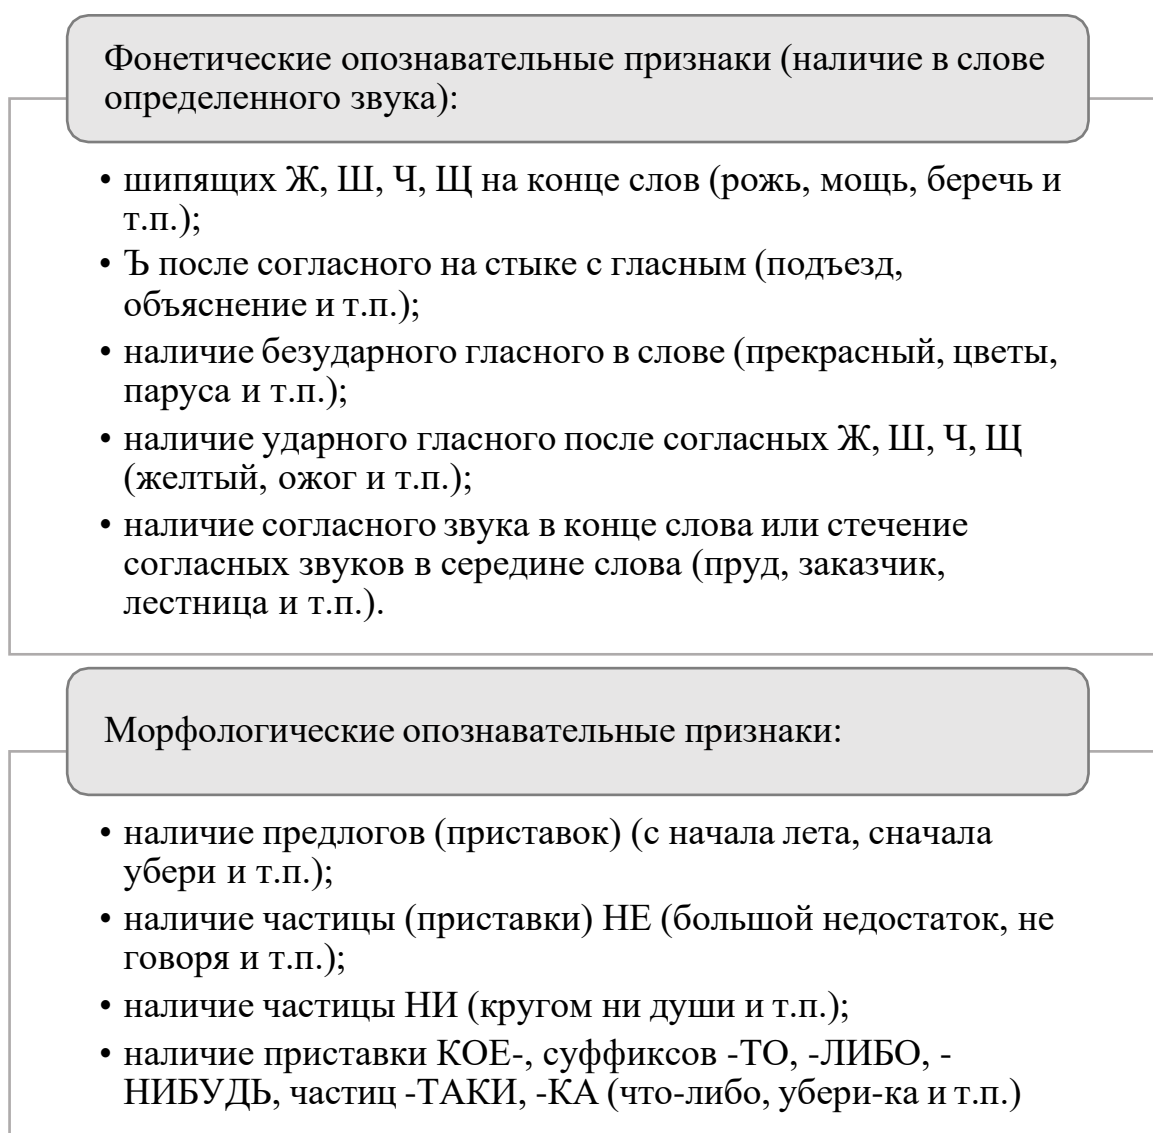 Фонетические опознавательные признаки (наличие в слове
определенного звука):
• шипящих Ж, Ш, Ч, Щ на конце слов (рожь, мощь, беречь и
т.п.);
• Ъ после согласного на стыке с гласным (подъезд,
объяснение и т.п.);
• наличие безударного гласного в слове (прекрасный, цветы,
паруса и т.п.);
• наличие ударного гласного после согласных Ж, Ш, Ч, Щ
(желтый, ожог и т.п.);
• наличие согласного звука в конце слова или стечение
согласных звуков в середине слова (пруд, заказчик,
лестница и т.п.).
Морфологические опознавательные признаки:
• наличие предлогов (приставок) (с начала лета, сначала
убери и т.п.);
• наличие частицы (приставки) НЕ (большой недостаток, не
говоря и т.п.);
• наличие частицы НИ (кругом ни души и т.п.);
• наличие приставки КОЕ-, суффиксов -ТО, -ЛИБО, -
НИБУДЬ, частиц -ТАКИ, -КА (что-либо, убери-ка и т.п.)